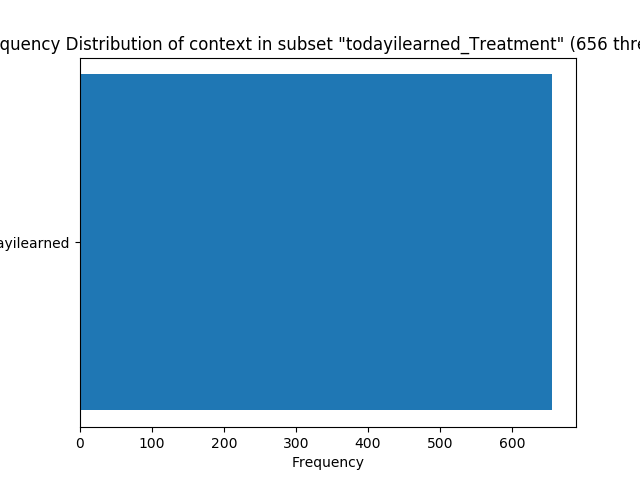 quency Distribution of context in subset "todayilearned_Treatment" (656 thre
ayilearned
0 100 200 300 400 500 600
Frequency